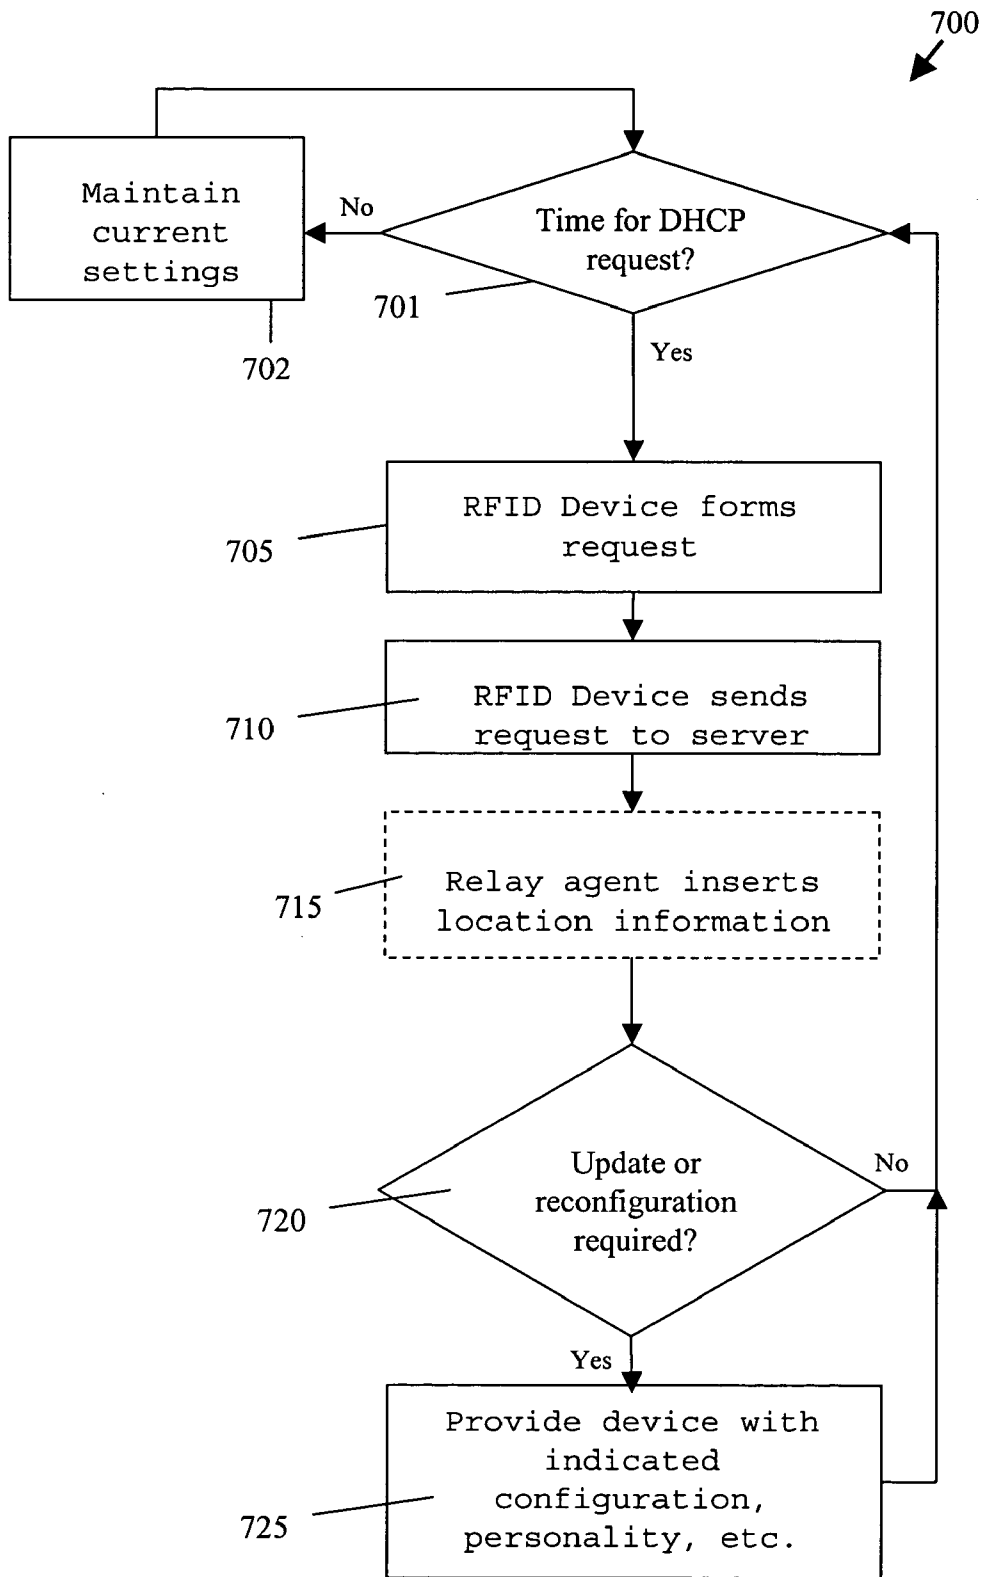 700
Maintain
current
settings
No
Time for DHCP
request?
701
702
Yes
RFID Device forms
request
705
RFID Device sends
request to server
710
Relay agent inserts
location information
715
Update or
reconfiguration
required?
No
720
Yes
Provide device with
indicated
configuration,
personality, etc.
725